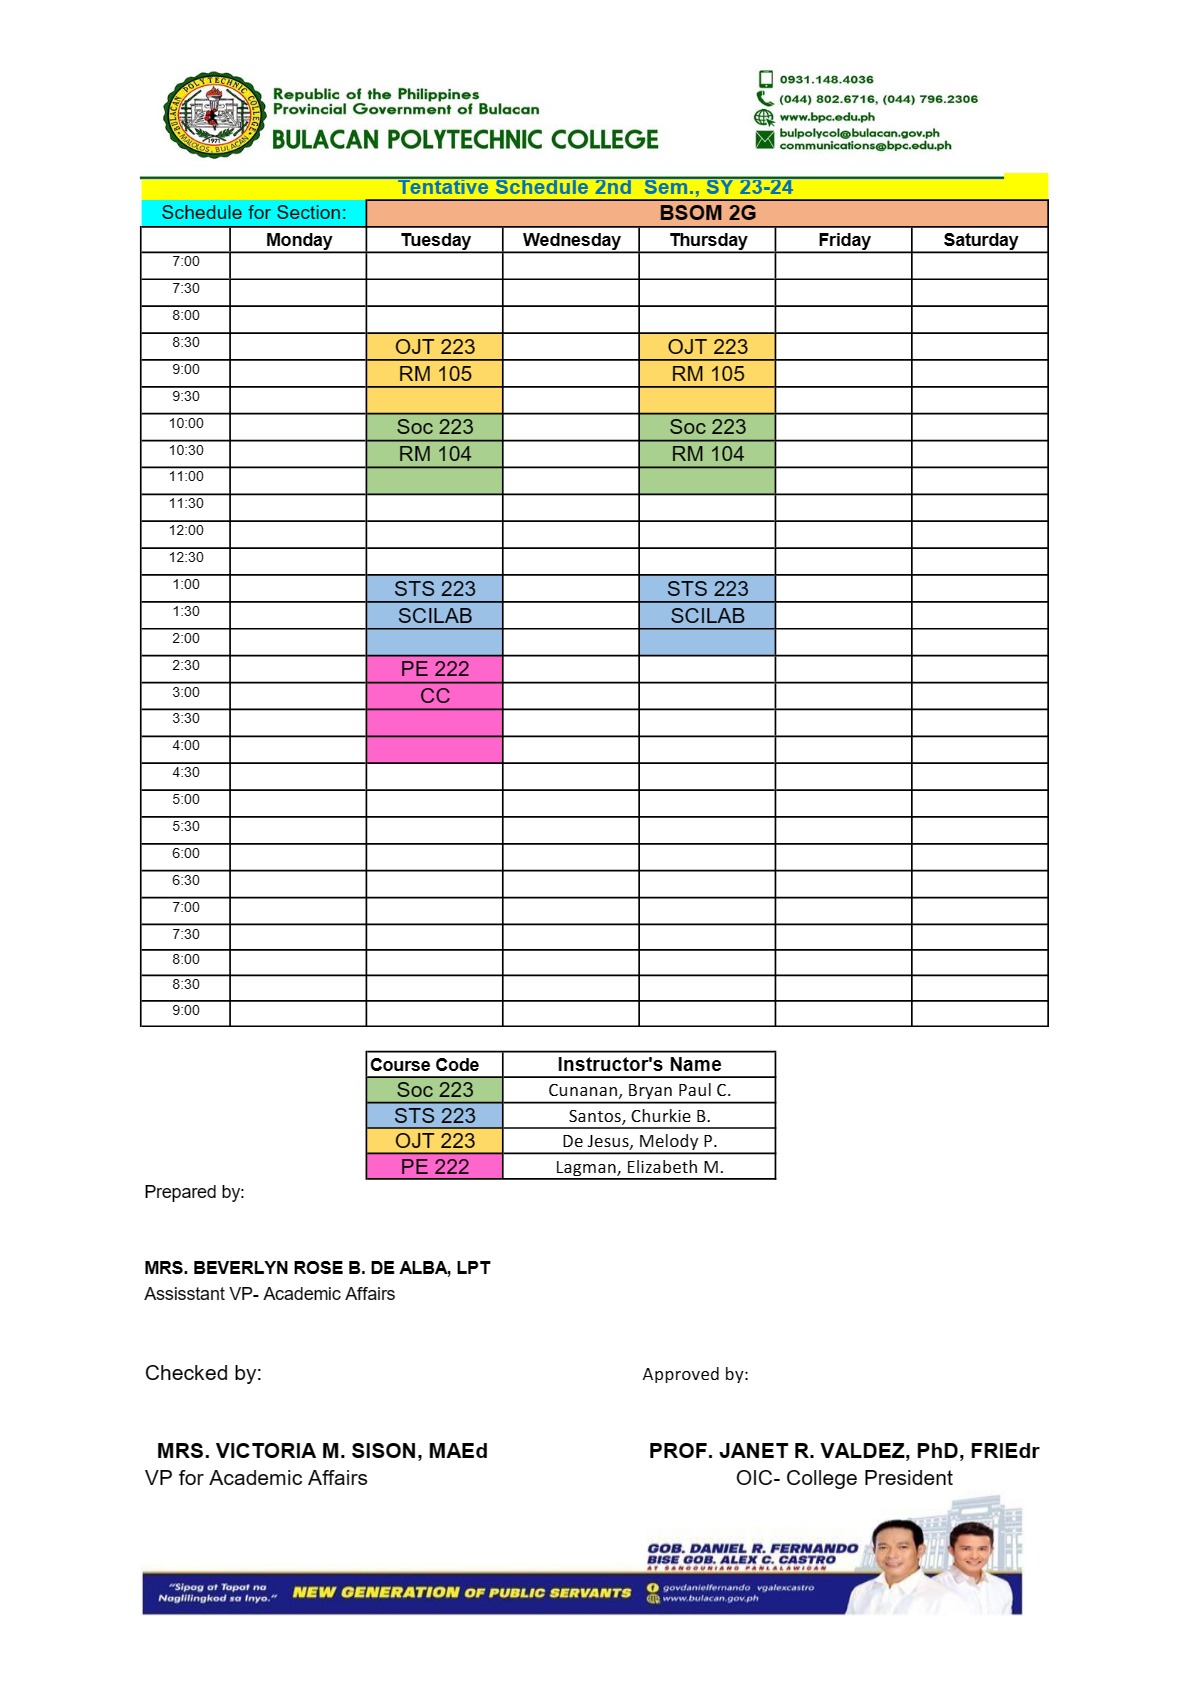 BULACAN POLYTECHNIC COLLEGE
1971
MALOLOS, BULACAN
Republic of the Philippines
Provincial Government of Bulacan
BULACAN POLYTECHNIC COLLEGE
0931.148.4036
(044) 802.6716, (044) 796.2306
www.bpc.edu.ph
bulpolycol@bulacan.gov.ph
communications@bpc.edu.ph
Tentative Schedule 2nd Sem., SY 23-24
Schedule for Section: BSOM 2G
Monday Tuesday Wednesday Thursday Friday Saturday
7:00
7:30
8:00
8:30 OJT 223 OJT 223
9:00 RM 105 RM 105
9:30
10:00 Soc 223 Soc 223
10:30 RM 104 RM 104
11:00
11:30
12:00
12:30
1:00 STS 223 STS 223
1:30 SCILAB SCILAB
2:00
2:30 PE 222
3:00 CC
3:30
4:00
4:30
5:00
5:30
6:00
6:30
7:00
7:30
8:00
8:30
9:00
Course Code Instructor's Name
Soc 223 Cunanan, Bryan Paul C.
STS 223 Santos, Churkie B.
OJT 223 De Jesus, Melody P.
PE 222 Lagman, Elizabeth M.
Prepared by:
MRS. BEVERLYN ROSE B. DE ALBA, LPT
Assisstant VP- Academic Affairs
Checked by: Approved by:
MRS. VICTORIA M. SISON, MAEd PROF. JANET R. VALDEZ, PhD, FRIEdr
VP for Academic Affairs OIC- College President
GOB. DANIEL R. FERNANDO
BISE GOB. ALEX C. CASTRO
AT SANGGUNIANG PANLALAWIGAN
"Sipag at Tapat na
Naglilingkod sa Inyo."
NEW GENERATION OF PUBLIC SERVANTS
govdanielfernando vgalexcastro
www.bulacan.gov.ph